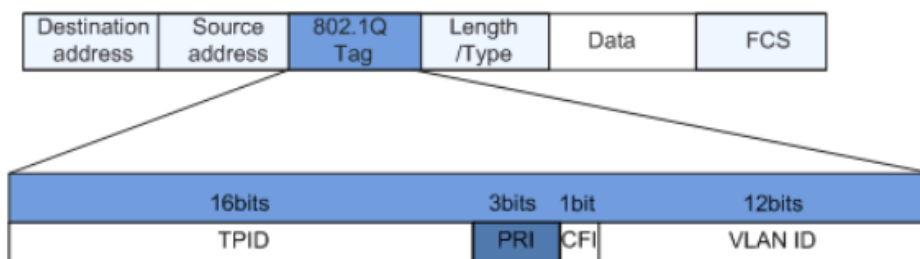 Destination address Source address 802.1Q Tag Length /Type Data FCS
16bits 3bits 1bit 12bits
TPID PRI CFI VLAN ID